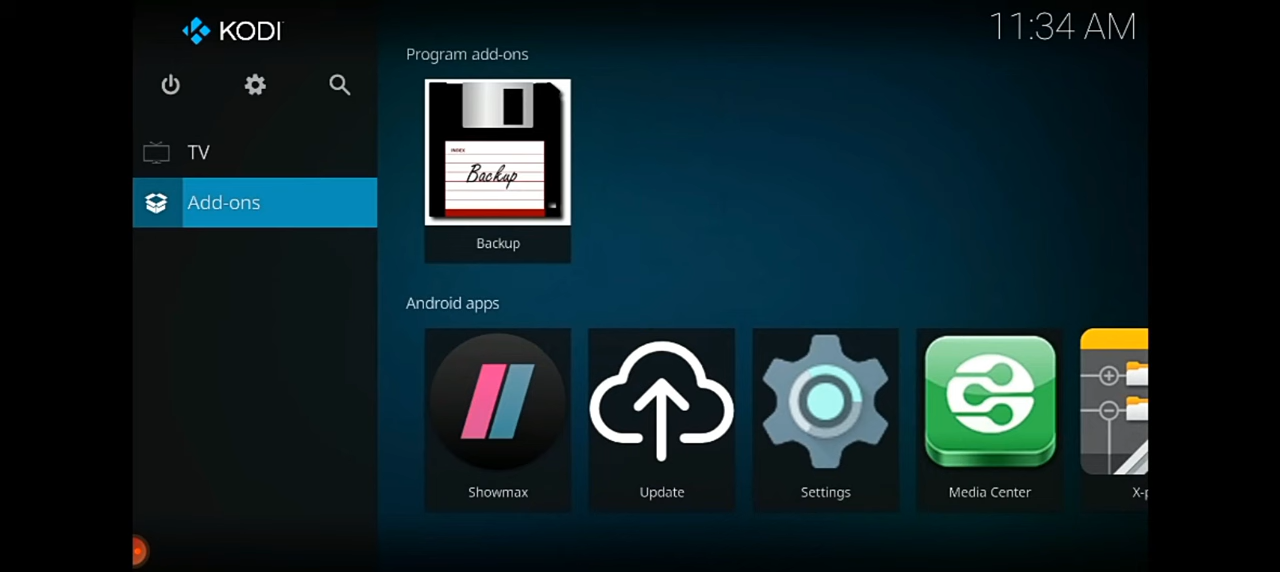 KODI
11:34 AM
Program add-ons
TV
Add-ons
INDEX
Backup
Backup
Android apps
Showmax
Update
Settings
Media Center
X-p